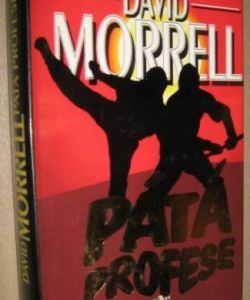 DAVID
MORRELL
PÁTÁ
PROFESE
DAVID MORRELL PÁTÁ PROFESE